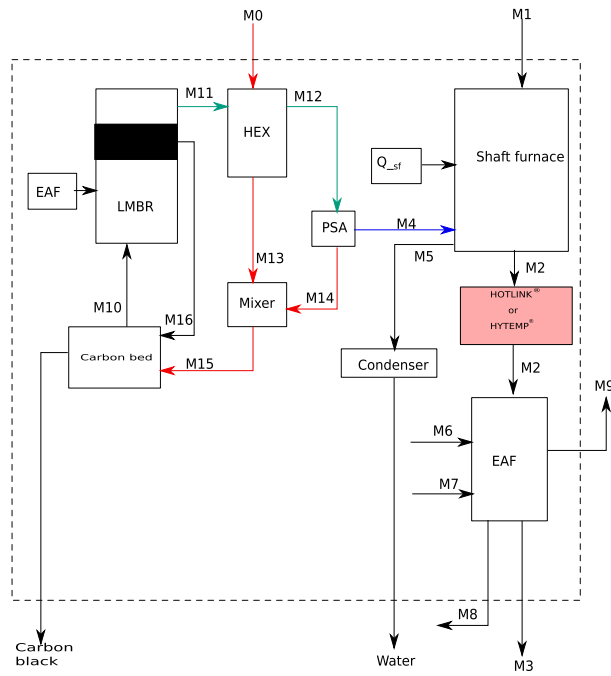 M0
M1
M11
M12
HEX
Shaft furnace
Q_sf
EAF
LMBR
PSA
M4
M5
M13
M2
HOTLINK®
or
HYTEMP®
M14
Mixer
M10
M16
Carbon bed
M15
Condenser
M2
M9
M6
EAF
M7
M8
Carbon
black
Water
M3